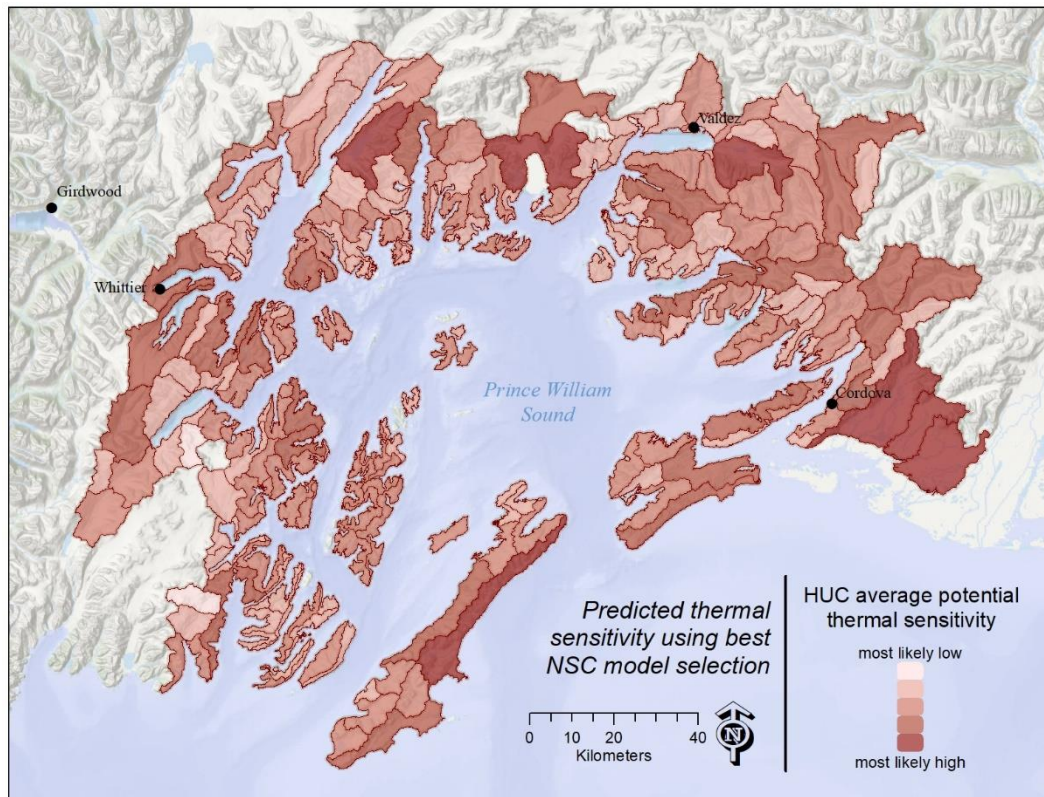 Valdez
Girdwood
Whittier
Prince William
Sound
Cordova
Predicted thermal
sensitivity using best
NSC model selection
0 10 20 40
Kilometers
N
HUC average potential
thermal sensitivity
most likely low
most likely high